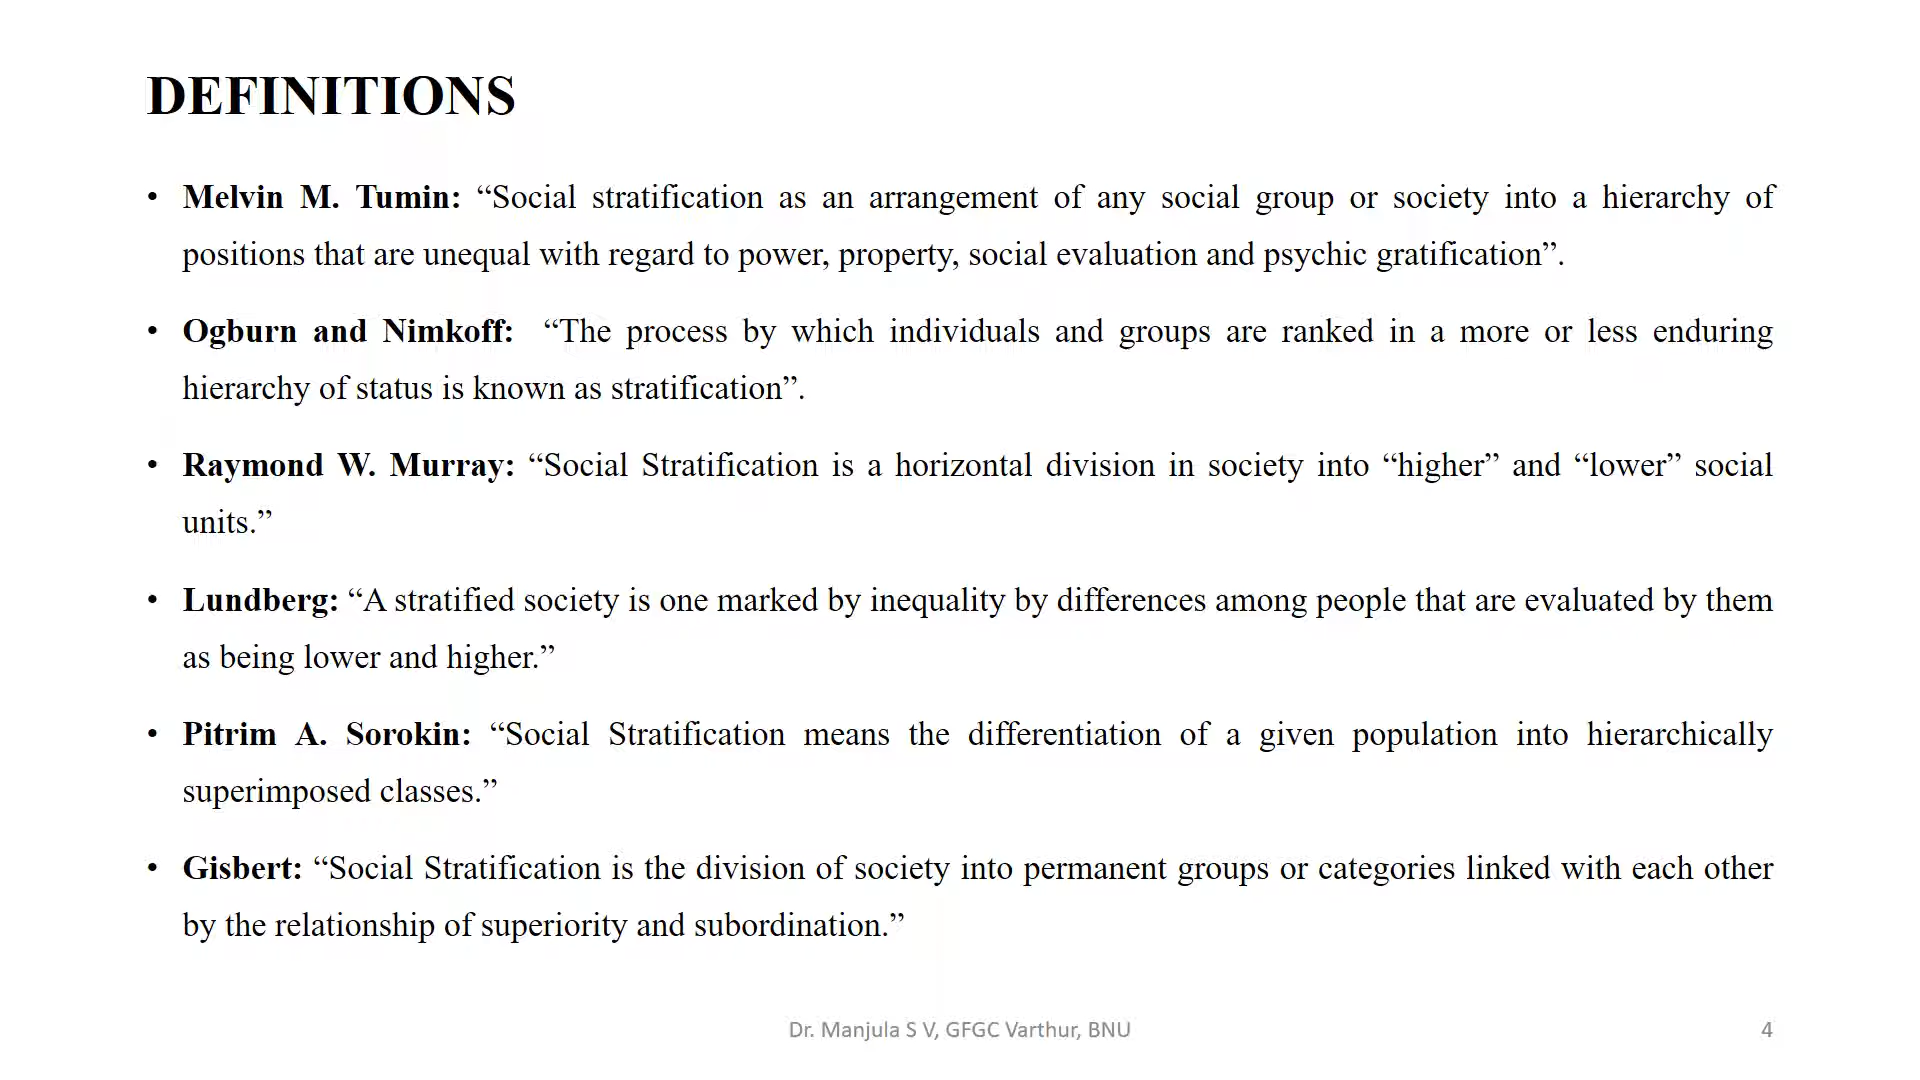 DEFINITIONS
• Melvin M. Tumin: “Social stratification as an arrangement of any social group or society into a hierarchy of
positions that are unequal with regard to power, property, social evaluation and psychic gratification”.
• Ogburn and Nimkoff: “The process by which individuals and groups are ranked in a more or less enduring
hierarchy of status is known as stratification”.
• Raymond W. Murray: “Social Stratification is a horizontal division in society into “higher” and “lower” social
units.”
• Lundberg: “A stratified society is one marked by inequality by differences among people that are evaluated by them
as being lower and higher.”
• Pitrim A. Sorokin: “Social Stratification means the differentiation of a given population into hierarchically
superimposed classes.”
• Gisbert: “Social Stratification is the division of society into permanent groups or categories linked with each other
by the relationship of superiority and subordination.”
Dr. Manjula S V, GFGC Varthur, BNU
4